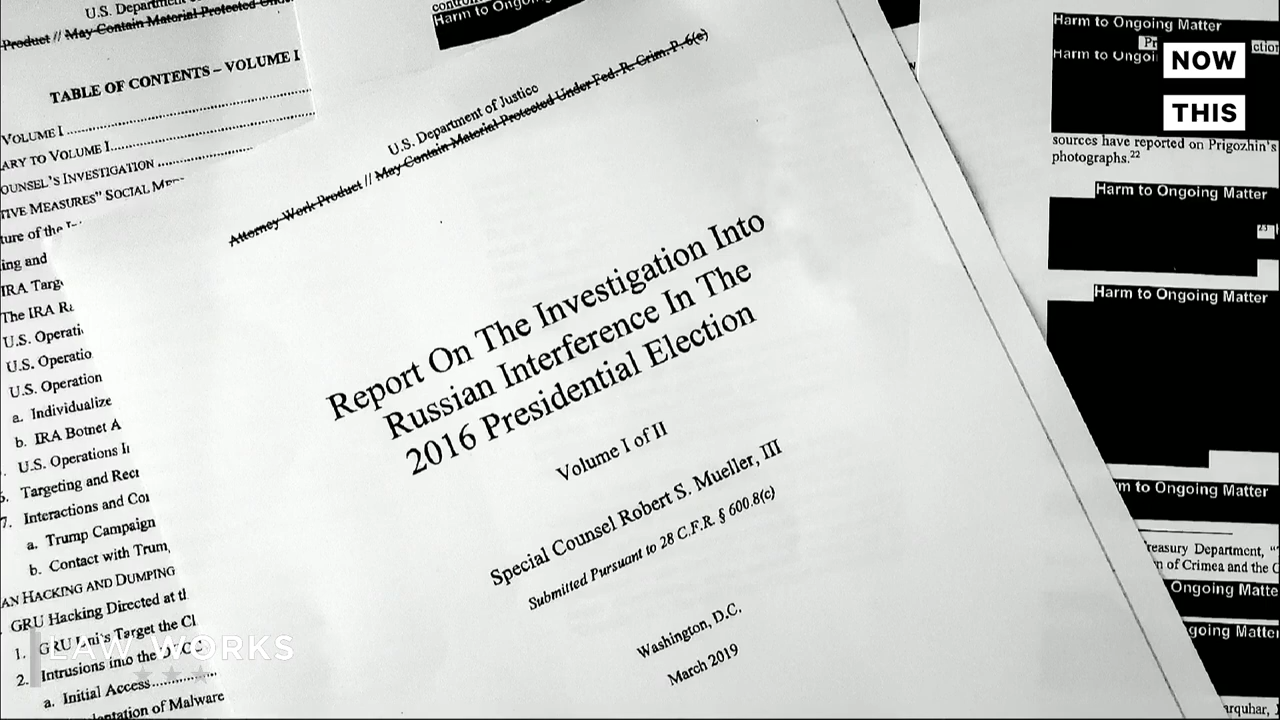 U.S. Department
Product // May Contain Material Protected
TABLE OF CONTENTS – VOLUME I
VOLUME I
ARY TO VOLUME I
OUNSEL'S INVESTIGATION
TIVE MEASURES" SOCIAL
ture of the
ing and
IRA Targ
The IRA
U.S. Operati
U.S. Operatio
U.S. Operation
a. Individualize
b. IRA Botnet A
U.S. Operations
Targeting and Recr
7. Interactions and Co
a. Trump Campaign
b. Contact with Trum
AN HACKING AND DUMPING
GRU Hacking Directed at
1. GRU Target the Cl
2. Intrusions into the
a. Initial Access
lantation of Malware
LAW WORKS
Harm to Ongo
U.S. Department of Justice
Attorney Work Product // May Contain Material Protected Under Fed. R. Crim. P. 6(e)
Report On The Investigation Into
Russian Interference In The
2016 Presidential Election
Volume I of II
Special Counsel Robert S. Mueller, III
Submitted Pursuant to 28 C.F.R. § 600.8(c)
Washington, D.C.
March 2019
Harm to Ongoing Matter
Harm to Ongoi
NOW
THIS
sources have reported on Prigozhin's
photographs.22
Harm to Ongoing Matter
23
Harm to Ongoing Matter
m to Ongoing Matter
reasury Department, "
n of Crimea and the
Ongoing Matte
going Matter
arquhar,